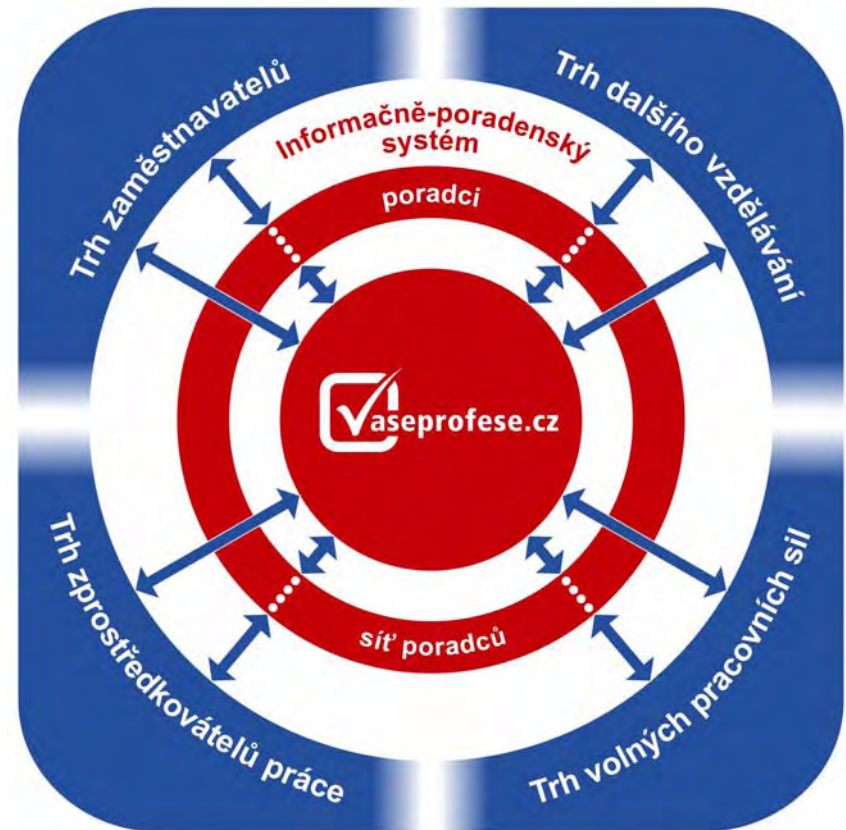 Trh zaměstnavatelů
Trh dalšího vzdělávání
Informačně-poradenský
systém
poradci
Vaseprofese.cz
síť poradců
Trh zprostředkovátelů práce
Trh volných pracovních sil